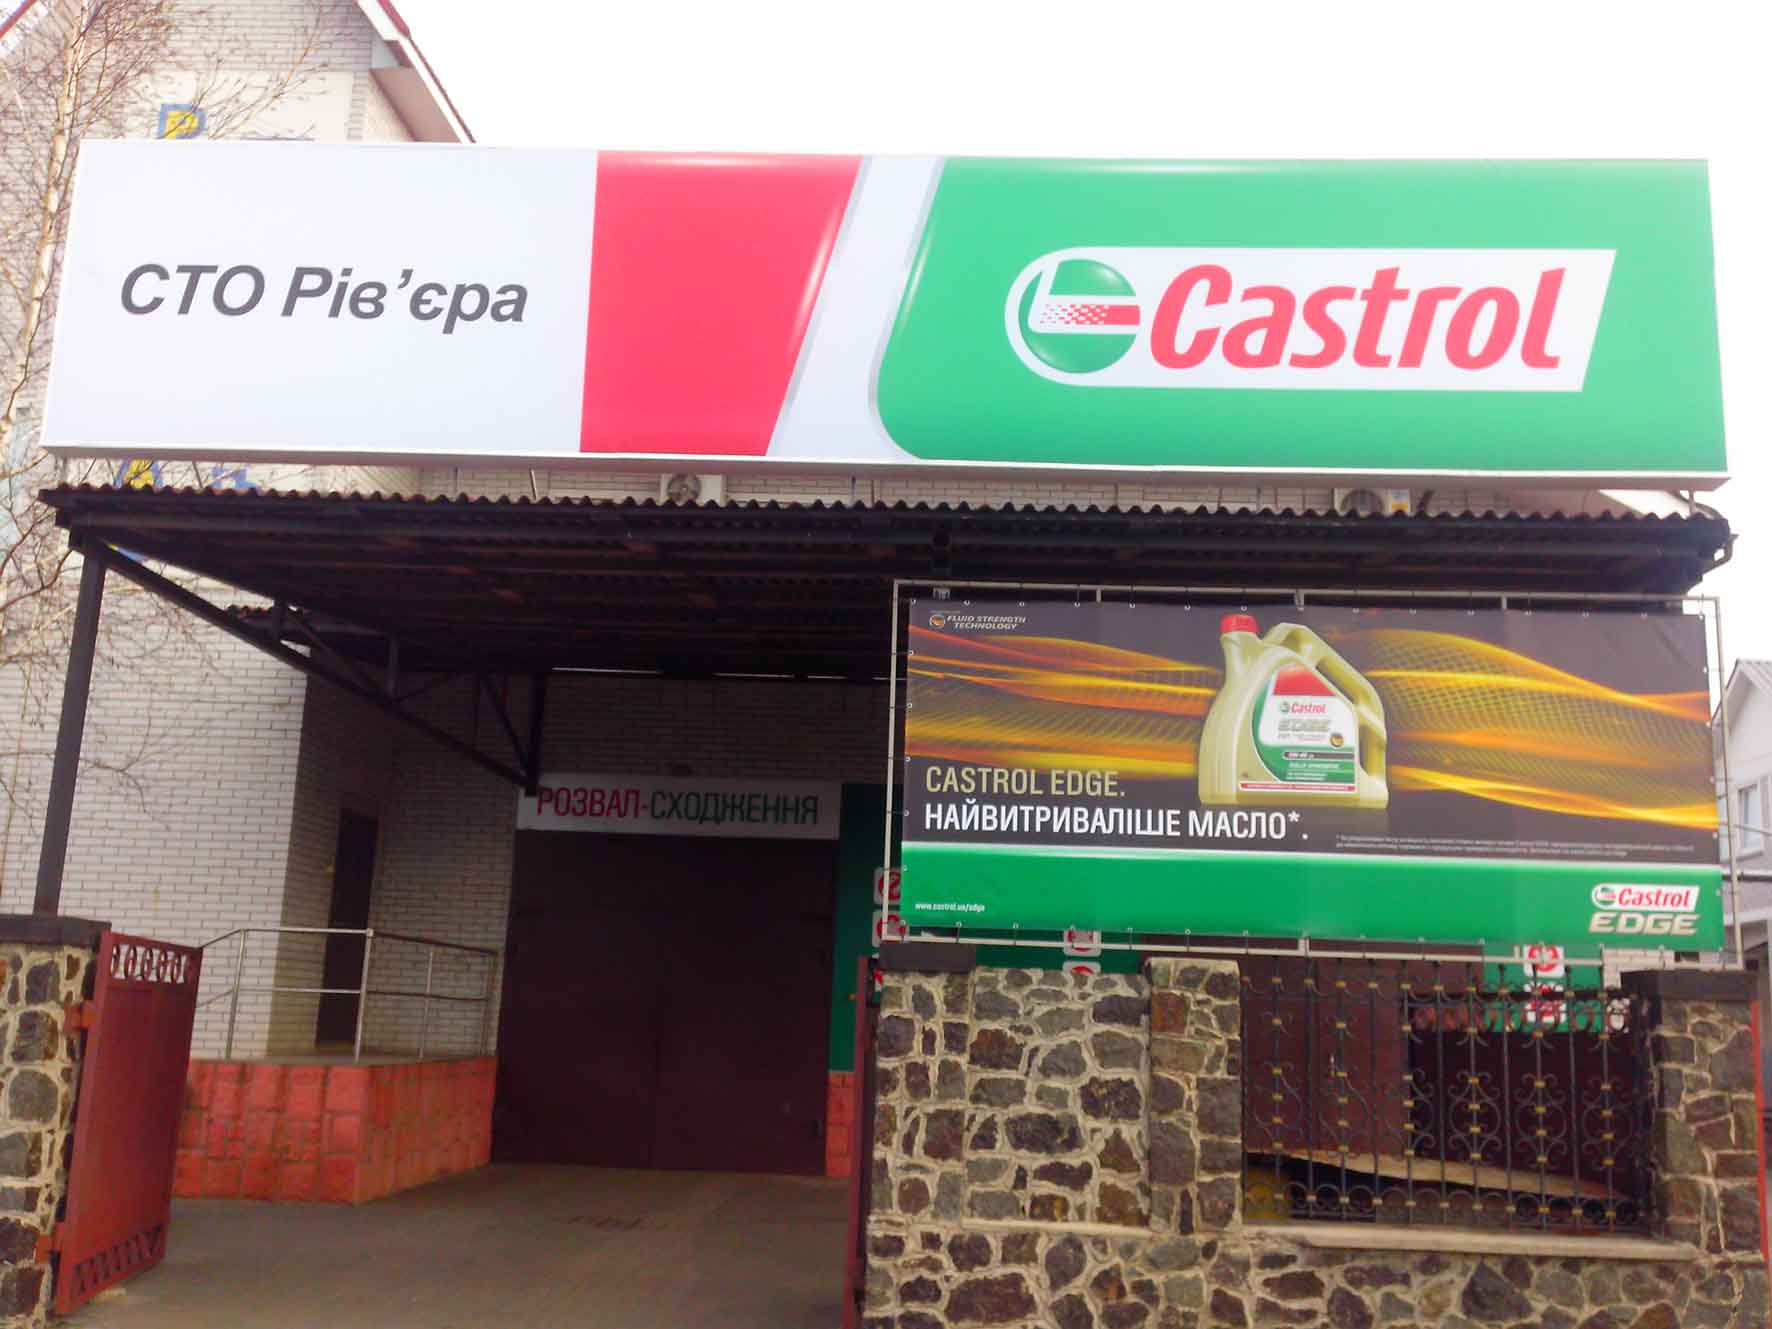 СТО Рів'єра
Castrol
FLUID STRENGTH
TECHNOLOGY
Castrol
EDGE
CASTROL EDGE.
НАЙВИТРИВАЛІШЕ МАСЛО*.
www.castrol.ua/edge
Castrol
EDGE
РОЗВАЛ-СХОДЖЕННЯ